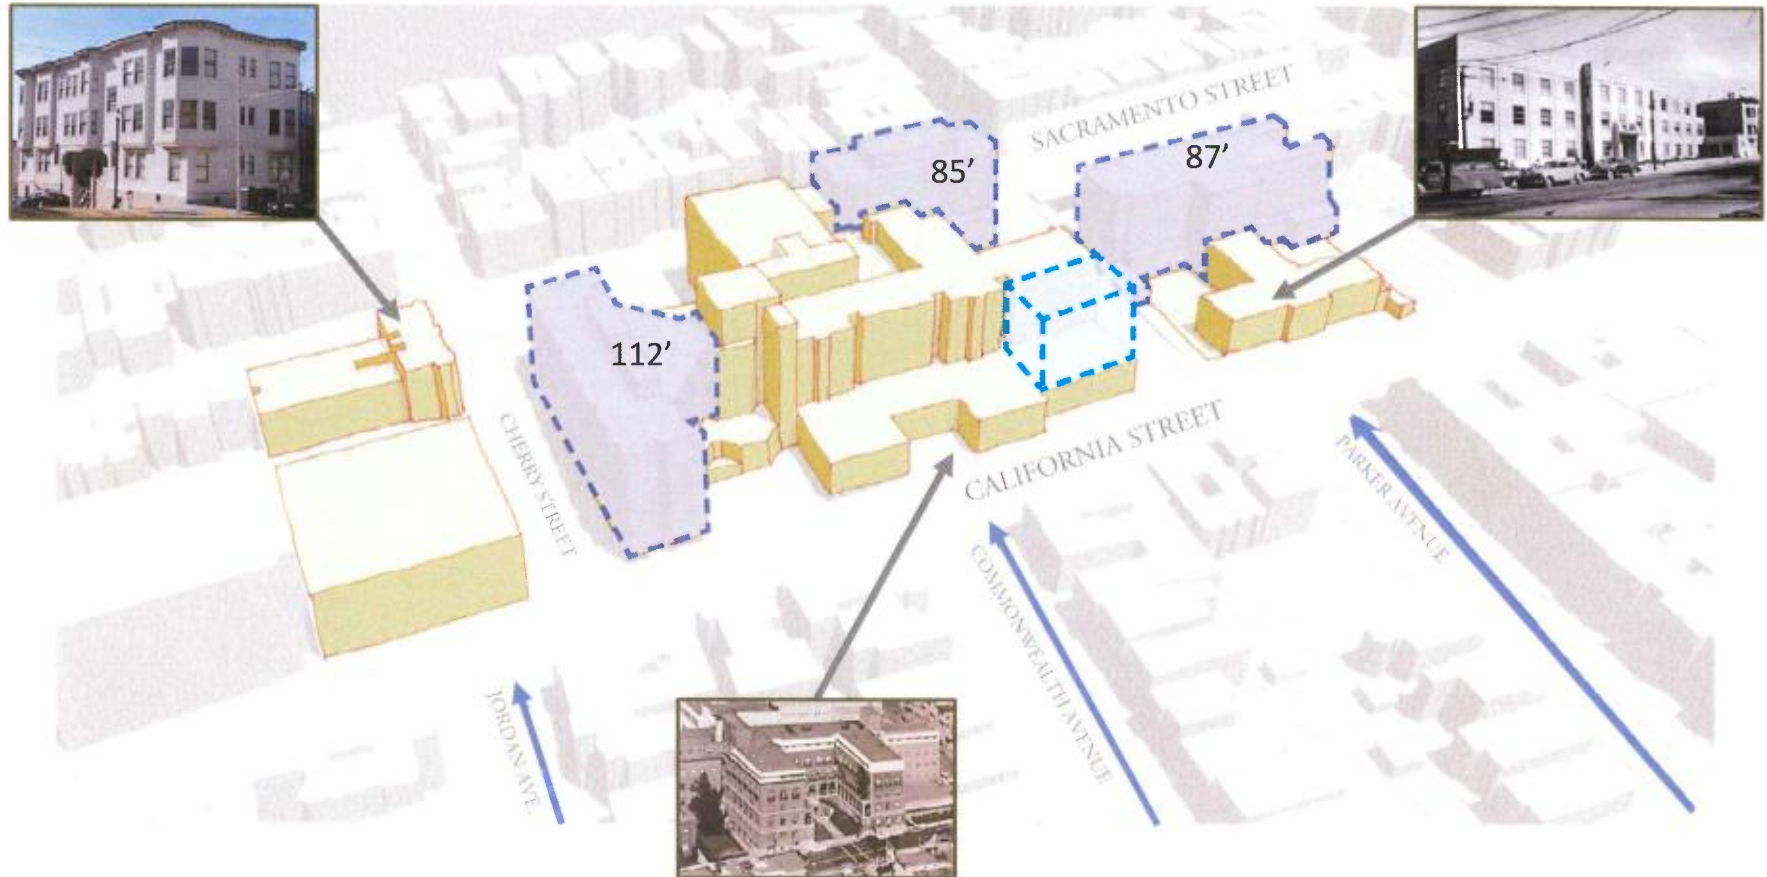 SACRAMENTO STREET
85’
87’
112’
CHERRY STREET
CALIFORNIA STREET
PARKER AVENUE
COMMONWEALTH AVENUE
JORDAN AVE.